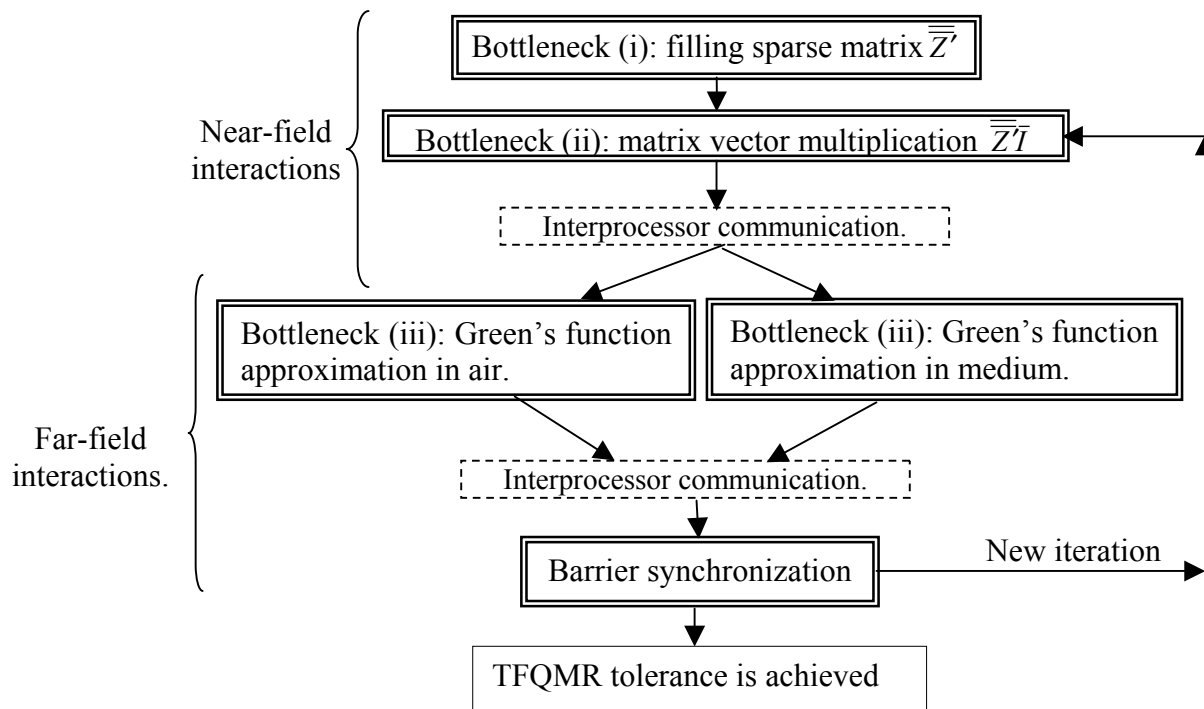 Bottleneck (i): filling sparse matrix Z̿′
Near-field
interactions
Bottleneck (ii): matrix vector multiplication Z̿′I̅
Interprocessor communication.
Bottleneck (iii): Green’s function
approximation in air.
Bottleneck (iii): Green’s function
approximation in medium.
Far-field
interactions.
Interprocessor communication.
Barrier synchronization
New iteration
TFQMR tolerance is achieved